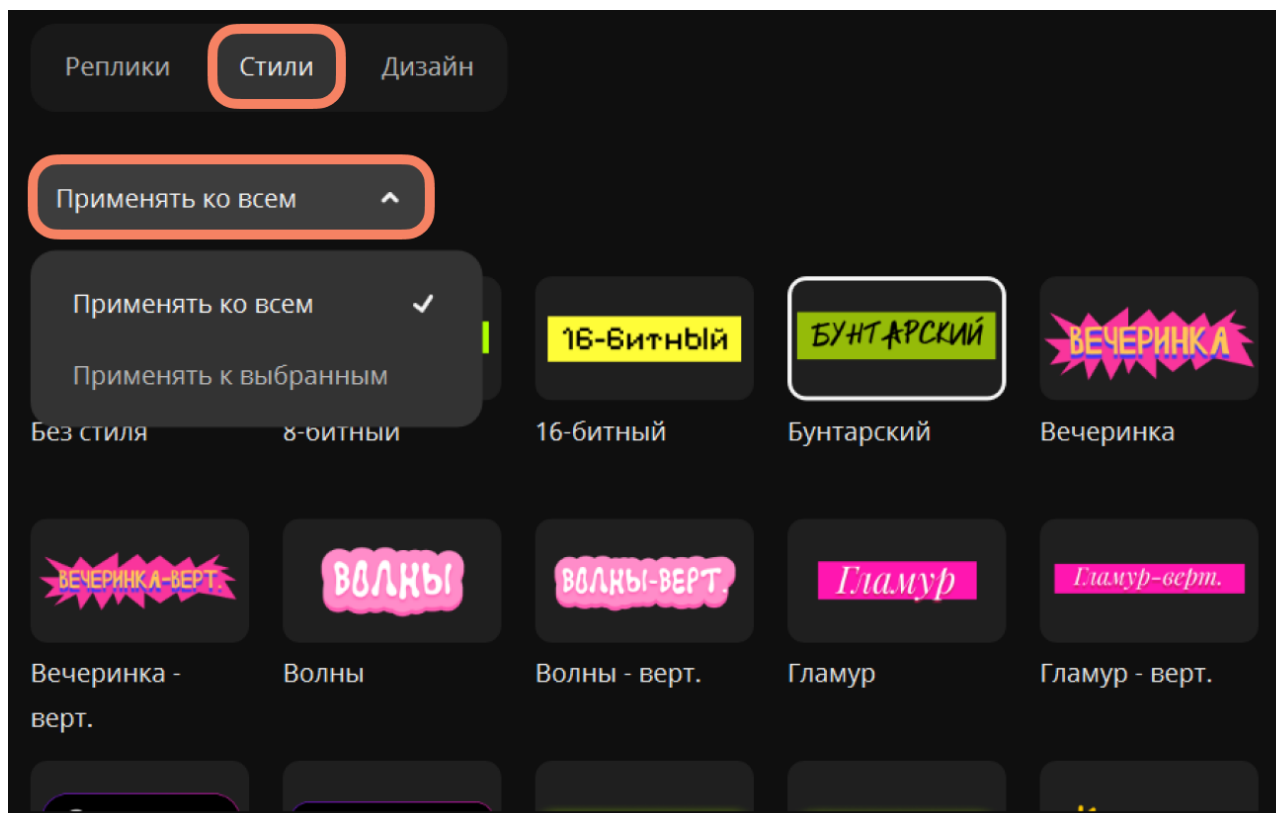 Реплики Стили Дизайн
Применять ко всем
Применять ко всем
Применять к выбранным
16-битный БУНТАРСКИЙ ВЕЧЕРИНКА
Без стиля 8-битный 16-битный Бунтарский Вечеринка
ВЕЧЕРИНКА-ВЕРТ. ВОЛНЫ ВОЛНЫ-ВЕРТ. Гламур Гламур-верт.
Вечеринка - Волны Волны - верт. Гламур Гламур - верт.
верт.